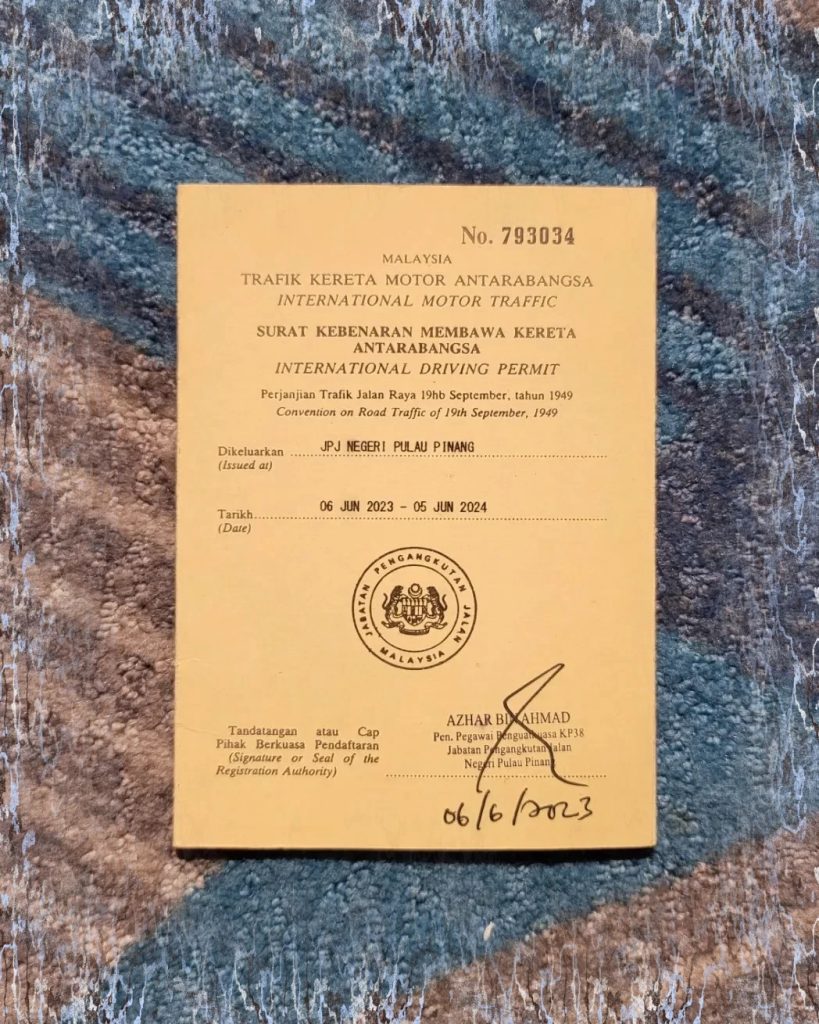 No. 793034
MALAYSIA
TRAFIK KERETA MOTOR ANTARABANGSA
INTERNATIONAL MOTOR TRAFFIC
SURAT KEBENARAN MEMBAWA KERETA
ANTARABANGSA
INTERNATIONAL DRIVING PERMIT
Perjanjian Trafik Jalan Raya 19hb September, tahun 1949
Convention on Road Traffic of 19th September, 1949
Dikeluarkan JPJ NEGERI PULAU PINANG
(Issued at)
Tarikh 06 JUN 2023 - 05 JUN 2024
(Date)
JABATAN PENGANGKUTAN JALAN
MALAYSIA
Tandatangan atau Cap
Pihak Berkuasa Pendaftaran
(Signature or Seal of the
Registration Authority)
AZHAR BIN AHMAD
Pen. Pegawai Penguatkuasa KP38
Jabatan Pengangkutan Jalan
Negeri Pulau Pinang
06/6/2023